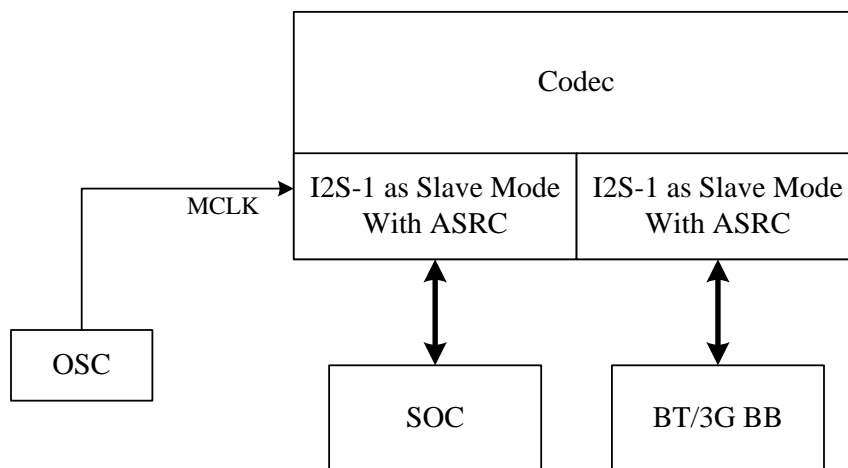 Codec
I2S-1 as Slave Mode
With ASRC
I2S-1 as Slave Mode
With ASRC
MCLK
OSC
SOC
BT/3G BB